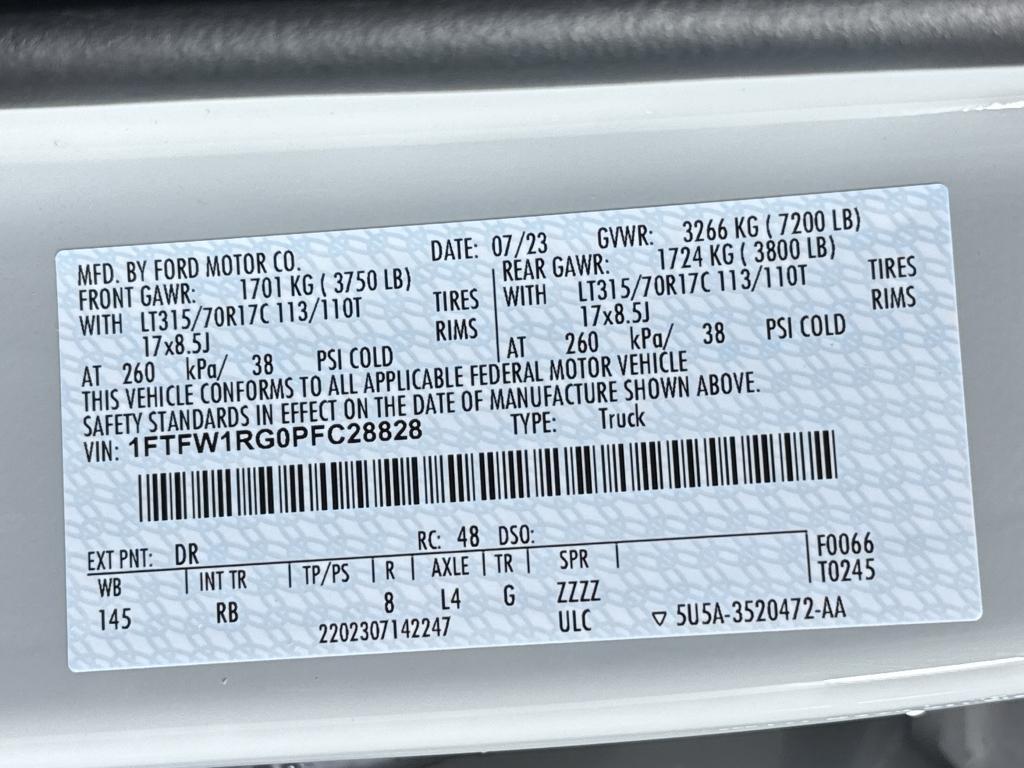 MFD. BY FORD MOTOR CO. DATE: 07/23 GVWR: 3266 KG ( 7200 LB)
FRONT GAWR: 1701 KG ( 3750 LB) REAR GAWR: 1724 KG ( 3800 LB)
WITH LT315/70R17C 113/110T TIRES WITH LT315/70R17C 113/110T TIRES
17x8.5J RIMS 17x8.5J RIMS
AT 260 kPa/ 38 PSI COLD AT 260 kPa/ 38 PSI COLD
THIS VEHICLE CONFORMS TO ALL APPLICABLE FEDERAL MOTOR VEHICLE
SAFETY STANDARDS IN EFFECT ON THE DATE OF MANUFACTURE SHOWN ABOVE.
VIN: 1FTFW1RG0PFC28828 TYPE: Truck
EXT PNT: DR RC: 48 DSO:
WB INT TR TP/PS R AXLE TR SPR F0066
145 RB 8 L4 G ZZZZ T0245
2202307142247 ULC ▽ 5U5A-3520472-AA